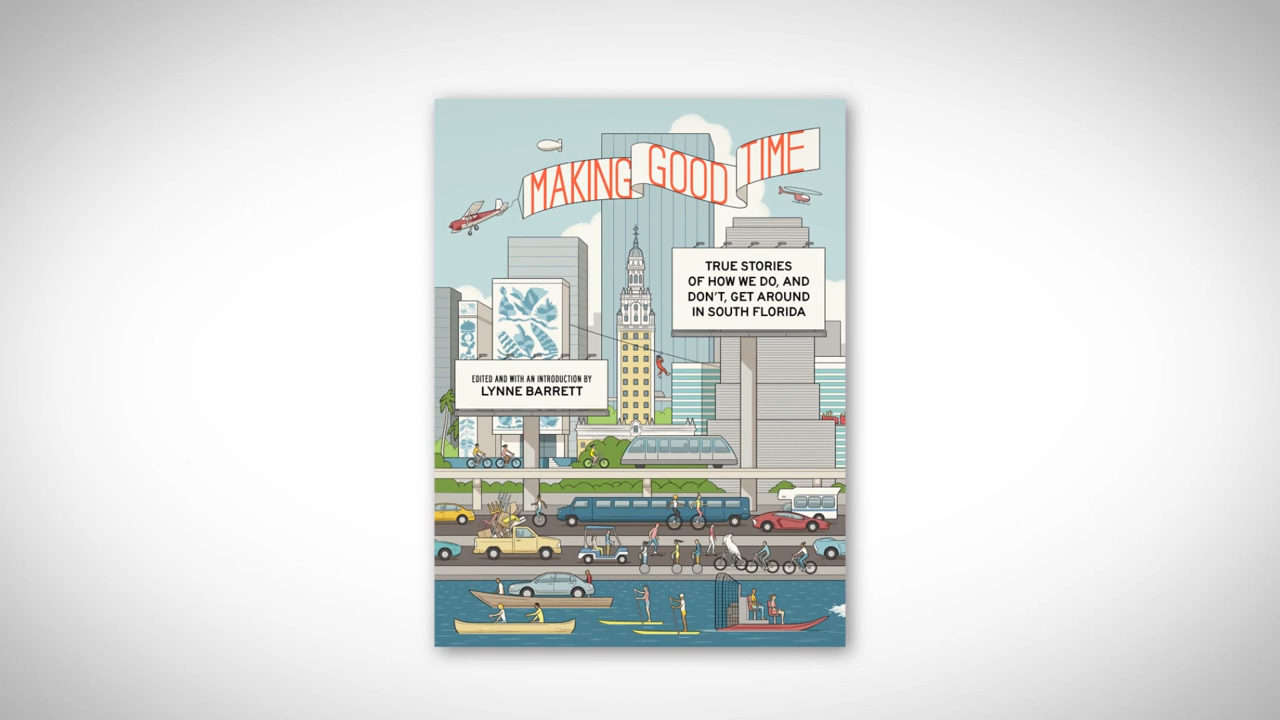 MAKING GOOD TIME
TRUE STORIES
OF HOW WE DO, AND
DON'T, GET AROUND
IN SOUTH FLORIDA
EDITED AND WITH AN INTRODUCTION BY
LYNNE BARRETT